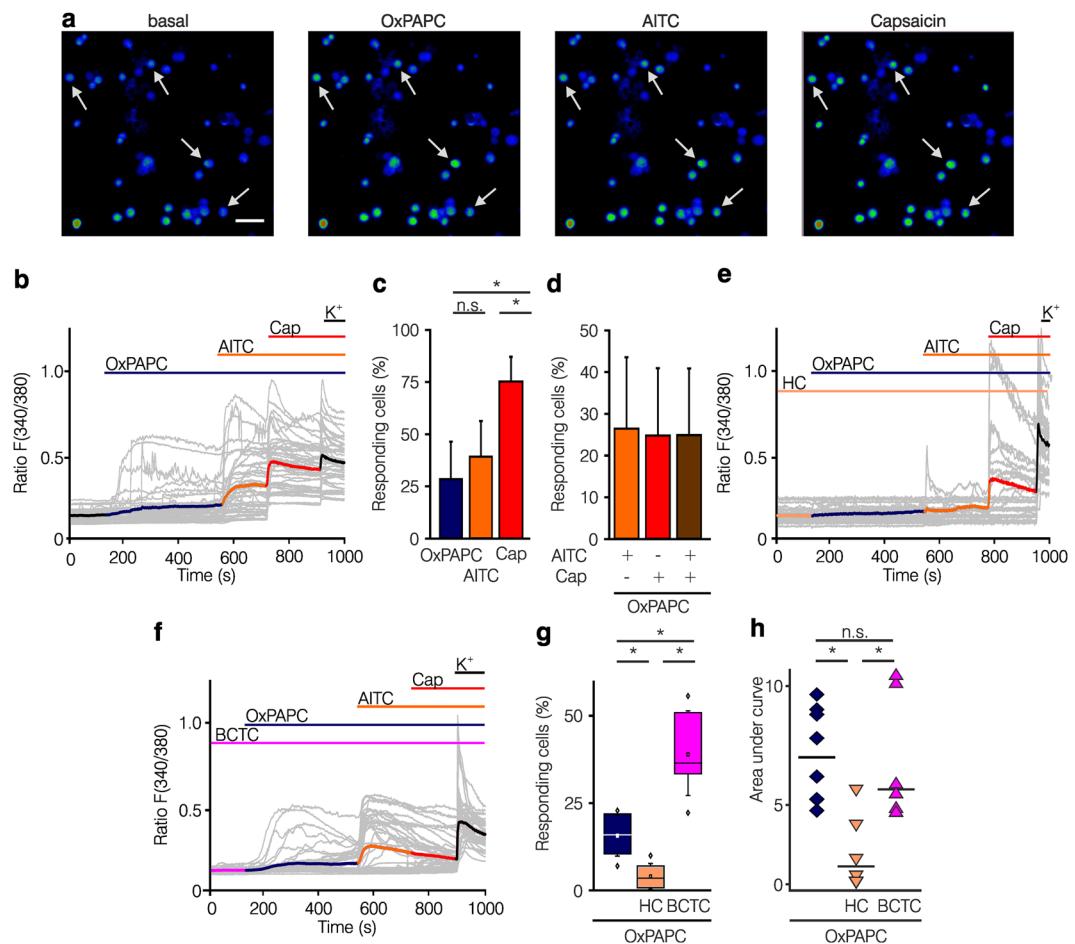 a
basal
OxPAPC
AITC
Capsaicin
b
K+
Cap
AITC
OxPAPC
Ratio F(340/380)
1.0
0.5
0
0 200 400 600 800 1000
Time (s)
c
*
n.s. *
Responding cells (%)
100
75
50
25
0
OxPAPC Cap
AITC
d
Responding cells (%)
50
40
30
20
10
0
AITC + - +
Cap - + +
OxPAPC
e
K+
Cap
AITC
OxPAPC
HC
Ratio F(340/380)
1.0
0.5
0
0 200 400 600 800 1000
Time (s)
f
K+
Cap
AITC
OxPAPC
BCTC
Ratio F(340/380)
1.0
0.5
0
0 200 400 600 800 1000
Time (s)
g
*
* *
Responding cells (%)
50
25
0
HC BCTC
OxPAPC
h
n.s.
* *
Area under curve
10
5
0
HC BCTC
OxPAPC